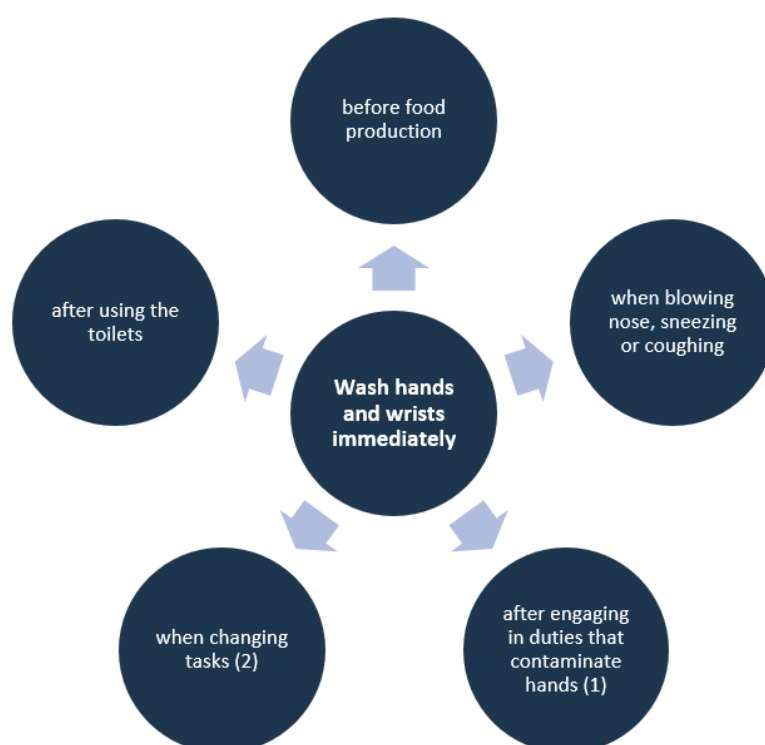 before food
production
when blowing
nose, sneezing
or coughing
after engaging
in duties that
contaminate
hands (1)
when changing
tasks (2)
after using the
toilets
Wash hands
and wrists
immediately